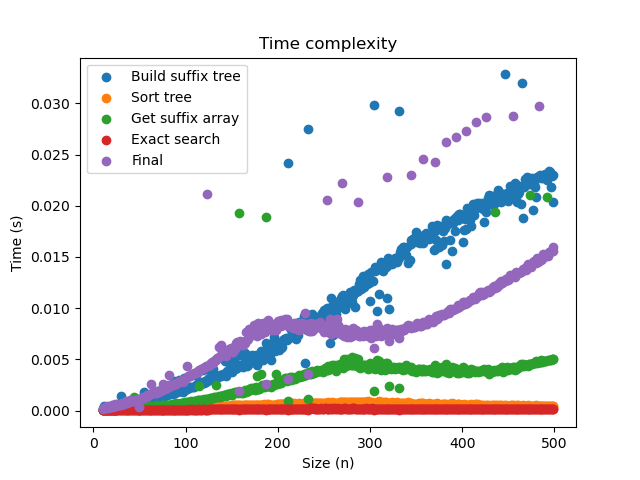 Time complexity
Build suffix tree
Sort tree
Get suffix array
Exact search
Final
Time (s)
0.030
0.025
0.020
0.015
0.010
0.005
0.000
0 100 200 300 400 500
Size (n)